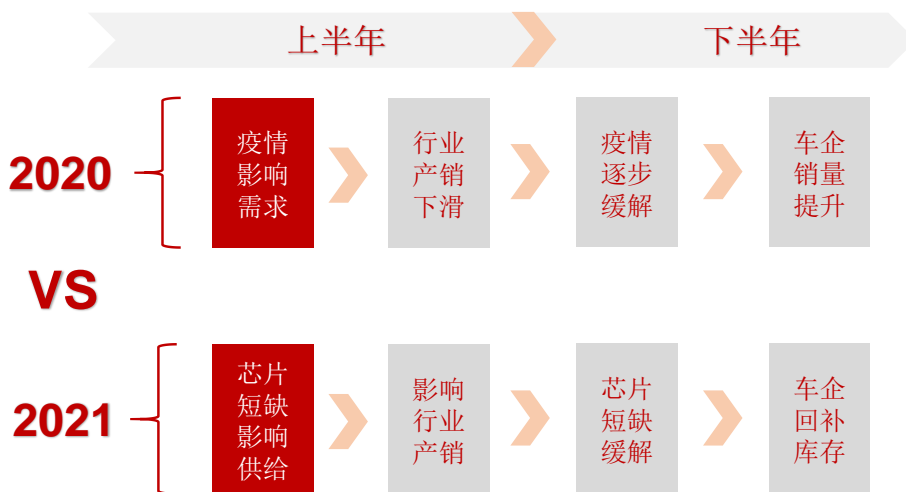 上半年
下半年
2020
疫情
影响
需求
行业
产销
下滑
疫情
逐步
缓解
车企
销量
提升
VS
2021
芯片
短缺
影响
供给
影响
行业
产销
芯片
短缺
缓解
车企
回补
库存